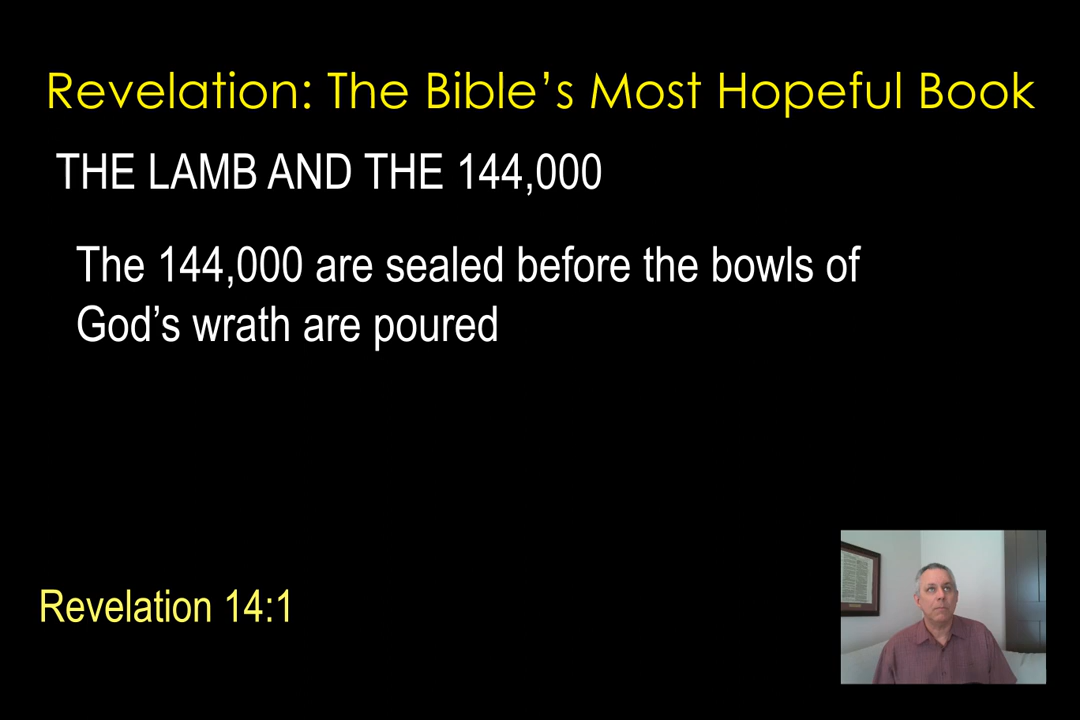 Revelation: The Bible’s Most Hopeful Book
THE LAMB AND THE 144,000
The 144,000 are sealed before the bowls of
God’s wrath are poured
Revelation 14:1